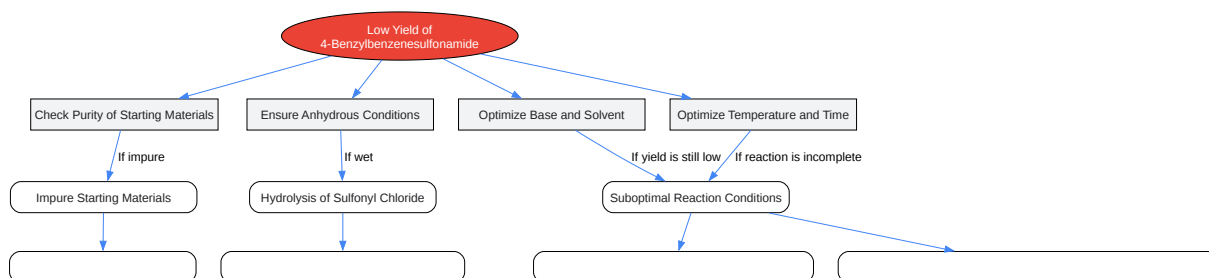 Low Yield of
4-Benzylbenzenesulfonamide
Check Purity of Starting Materials
Ensure Anhydrous Conditions
Optimize Base and Solvent
Optimize Temperature and Time
If impure
If wet
If yield is still low
If reaction is incomplete
Impure Starting Materials
Hydrolysis of Sulfonyl Chloride
Suboptimal Reaction Conditions